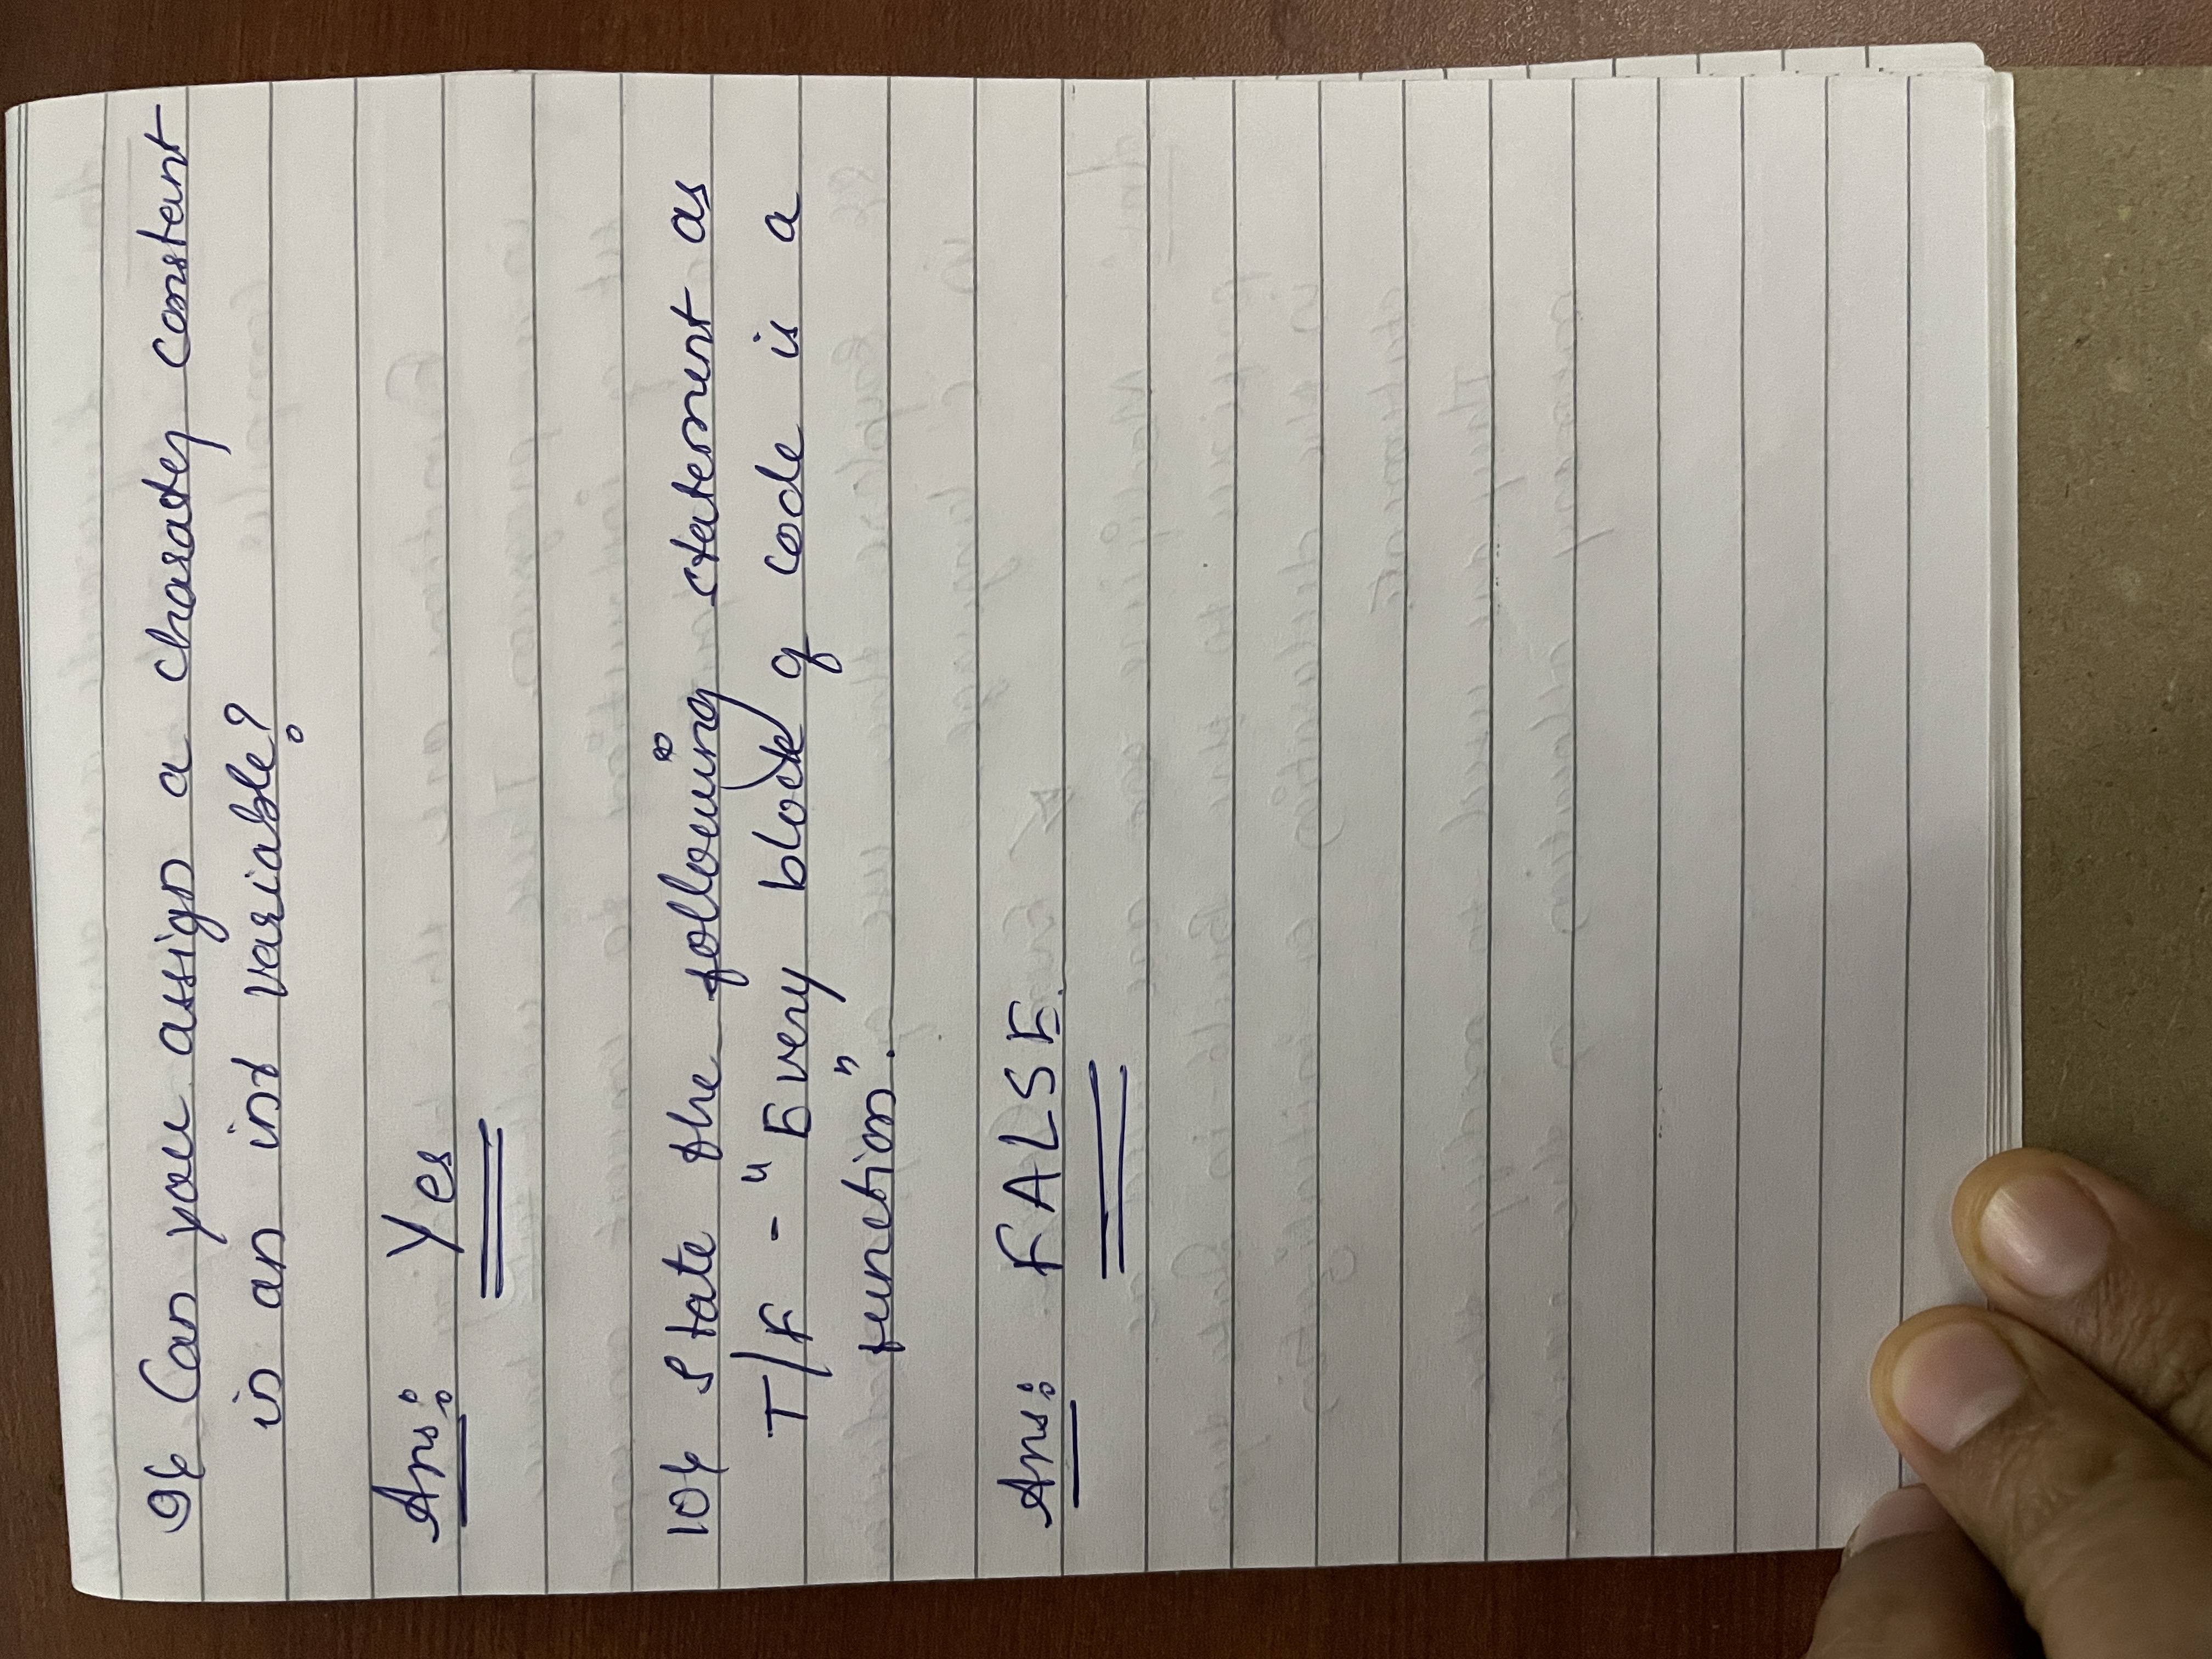 9% Can you assign a character constant
in an int variable?
Ans: Yes
10% State the following statement as
T/F - "Every block of code is a
function".
Ans: FALSE.